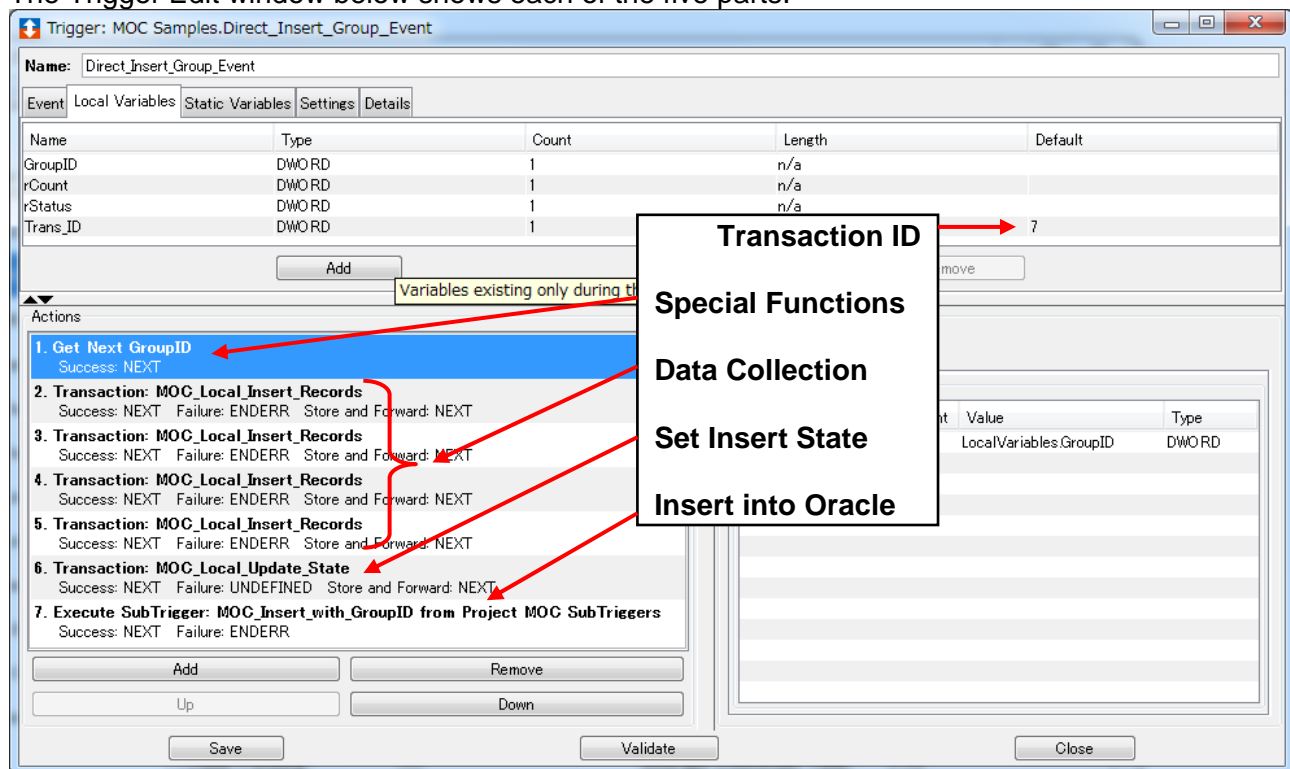 The Trigger Edit window below shows each of the five parts.
Trigger: MOC Samples.Direct_Insert_Group_Event
Name: Direct_Insert_Group_Event
Event Local Variables Static Variables Settings Details
Name Type Count Length Default
GroupID DWORD 1 n/a
rCount DWORD 1 n/a
rStatus DWORD 1 n/a
Trans_ID DWORD 1 7
Add
Variables existing only during
Transaction ID
Special Functions
Data Collection
Set Insert State
Insert into Oracle
Actions
1. Get Next GroupID
Success: NEXT
2. Transaction: MOC_Local_Insert_Records
Success: NEXT Failure: ENDERR Store and Forward: NEXT
3. Transaction: MOC_Local_Insert_Records
Success: NEXT Failure: ENDERR Store and Forward: NEXT
4. Transaction: MOC_Local_Insert_Records
Success: NEXT Failure: ENDERR Store and Forward: NEXT
5. Transaction: MOC_Local_Insert_Records
Success: NEXT Failure: ENDERR Store and Forward: NEXT
6. Transaction: MOC_Local_Update_State
Success: NEXT Failure: UNDEFINED Store and Forward: NEXT
7. Execute SubTrigger: MOC_Insert_with_GroupID from Project MOC SubTriggers
Success: NEXT Failure: ENDERR
Value Type
LocalVariables.GroupID DWORD
Add Remove
Up Down
Save Validate Close